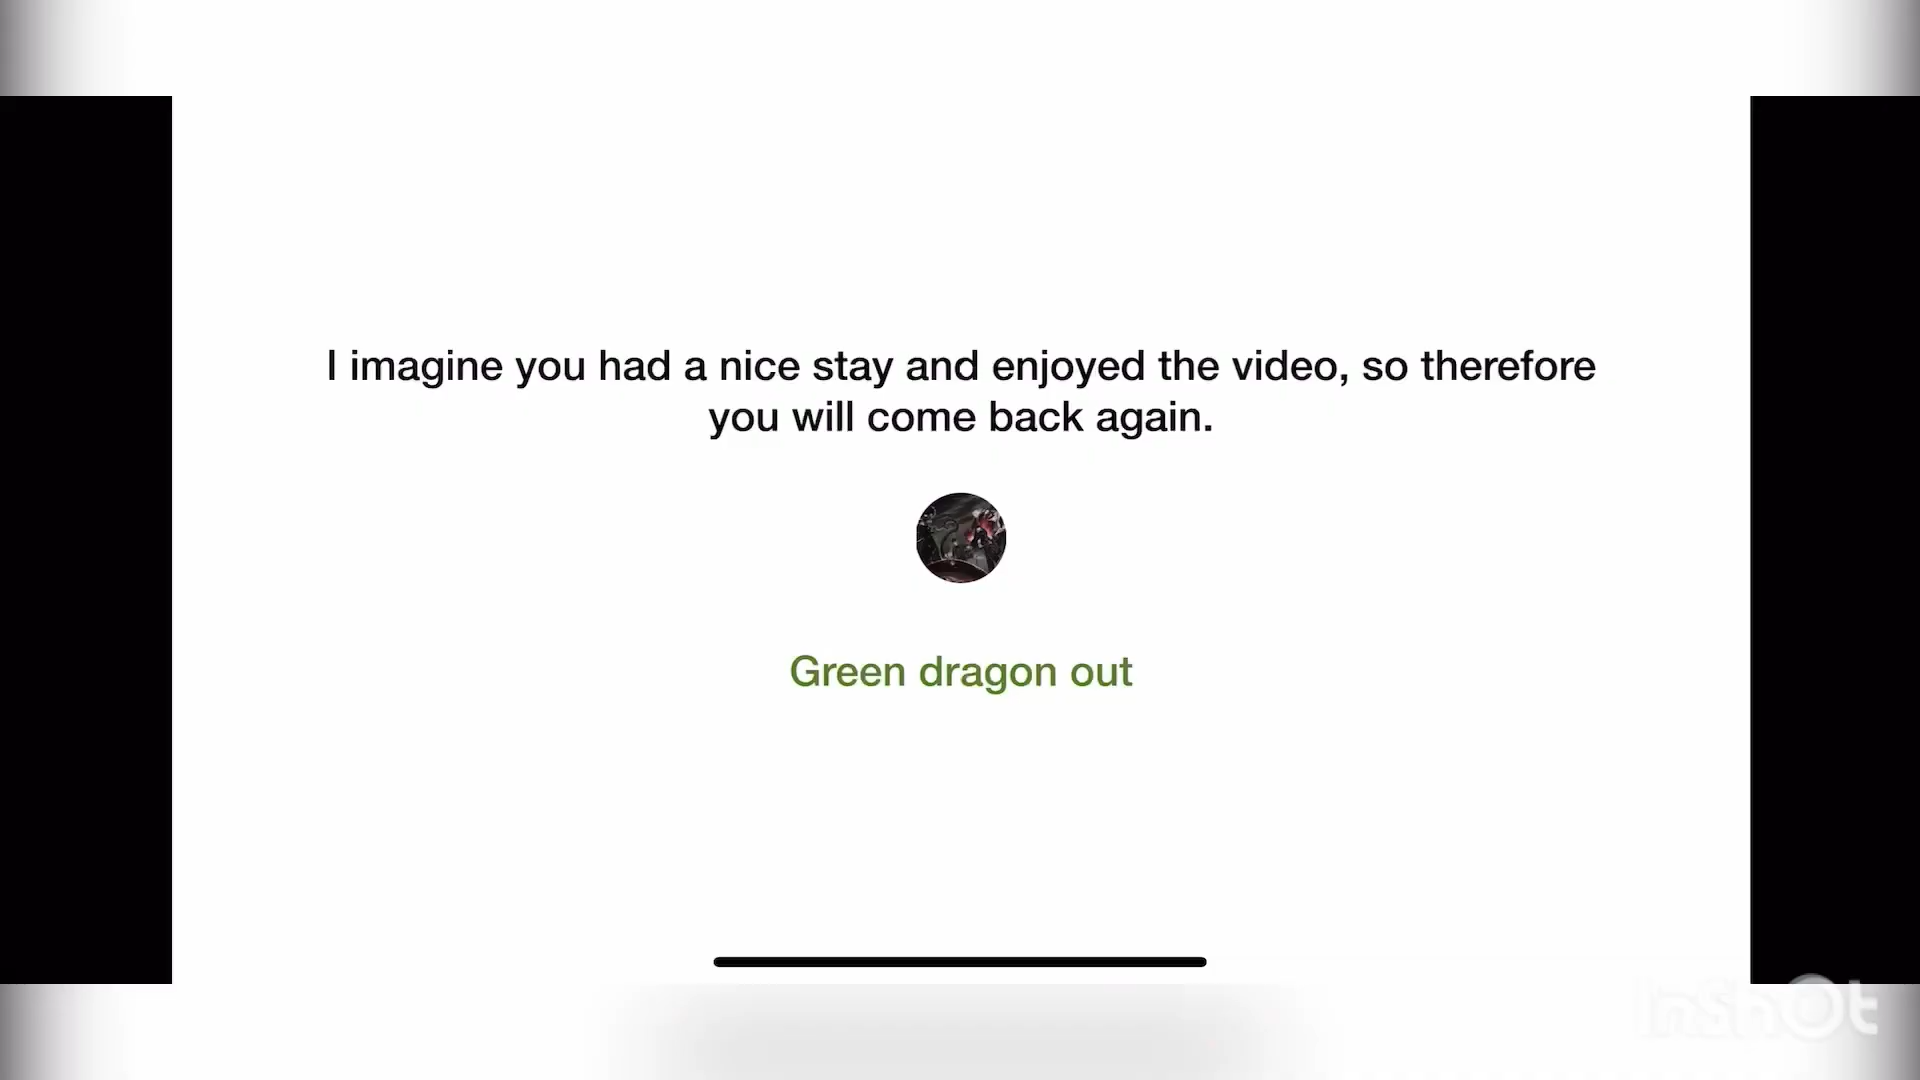 I imagine you had a nice stay and enjoyed the video, so therefore
you will come back again.
Green dragon out
InShOt